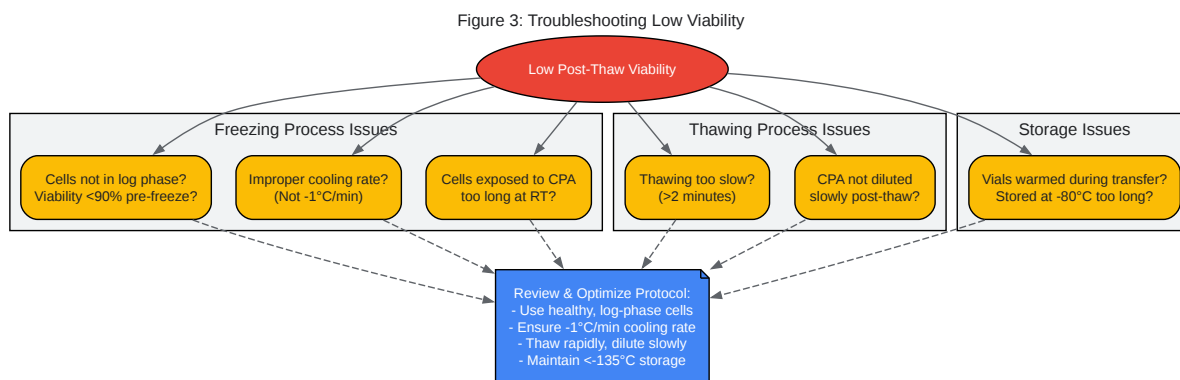 Figure 3: Troubleshooting Low Viability
Low Post-Thaw Viability
Freezing Process Issues
Cells not in log phase?
Viability <90% pre-freeze?
Improper cooling rate?
(Not -1°C/min)
Cells exposed to CPA
too long at RT?
Thawing Process Issues
Thawing too slow?
(>2 minutes)
CPA not diluted
slowly post-thaw?
Storage Issues
Vials warmed during transfer?
Stored at -80°C too long?
Review & Optimize Protocol:
- Use healthy, log-phase cells
- Ensure -1°C/min cooling rate
- Thaw rapidly, dilute slowly
- Maintain <-135°C storage